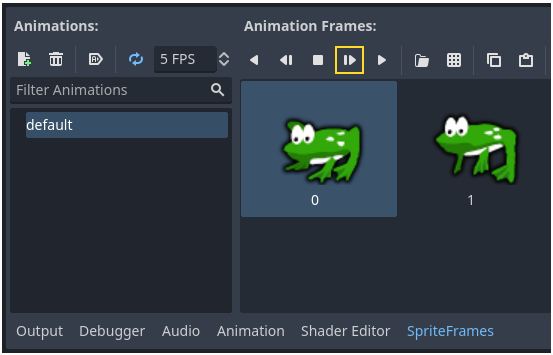 Animations:
Animation Frames:
5 FPS
Filter Animations
default
0
1
Output Debugger Audio Animation Shader Editor SpriteFrames